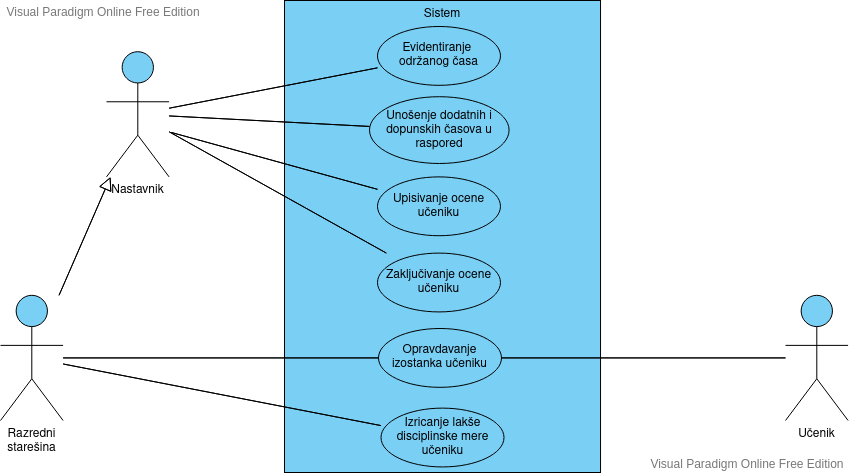 Visual Paradigm Online Free Edition
Sistem
Evidentiranje
održanog časa
Unošenje dodatnih i
dopunskih časova u
raspored
Nastavnik
Upisivanje ocene
učeniku
Zaključivanje ocene
učeniku
Opravdavanje
izostanka učeniku
Razredni
starešina
Izricanje lakše
disciplinske mere
učeniku
Učenik
Visual Paradigm Online Free Edition